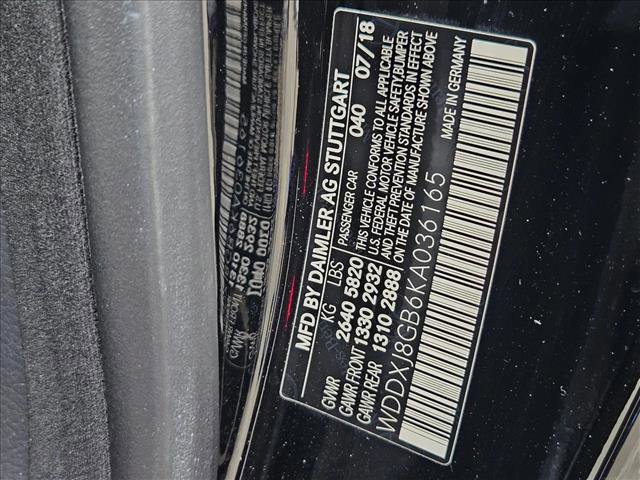 MFD BY DAIMLER AG STUTTGART
040 07/18
KG LBS PASSENGER CAR
GVWR 2640 5820
GAWR FRONT 1330 2932
GAWR REAR 1310 2888
THIS VEHICLE CONFORMS TO ALL APPLICABLE
U.S. FEDERAL MOTOR VEHICLE SAFETY, BUMPER
AND THEFT PREVENTION STANDARDS IN EFFECT
ON THE DATE OF MANUFACTURE SHOWN ABOVE
MADE IN GERMANY
WDDXJ8GB6KA036165